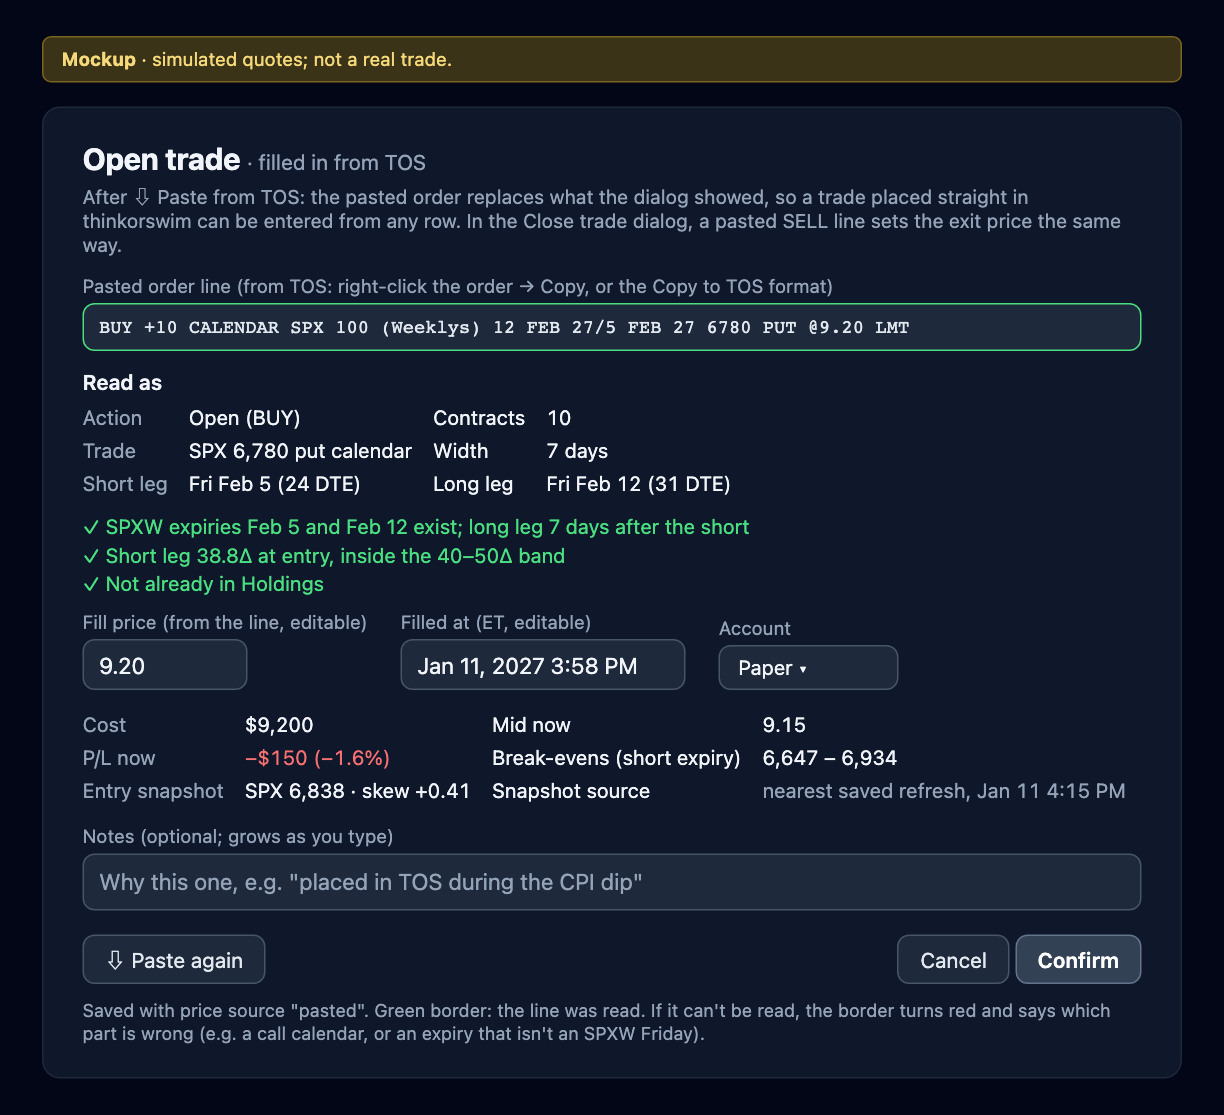 Mockup · simulated quotes; not a real trade.
Open trade · filled in from TOS
After ⇩ Paste from TOS: the pasted order replaces what the dialog showed, so a trade placed straight in
thinkorswim can be entered from any row. In the Close trade dialog, a pasted SELL line sets the exit price the same
way.
Pasted order line (from TOS: right-click the order → Copy, or the Copy to TOS format)
BUY +10 CALENDAR SPX 100 (Weeklys) 12 FEB 27/5 FEB 27 6780 PUT @9.20 LMT
Read as
Action Open (BUY) Contracts 10
Trade SPX 6,780 put calendar Width 7 days
Short leg Fri Feb 5 (24 DTE) Long leg Fri Feb 12 (31 DTE)
✓ SPXW expiries Feb 5 and Feb 12 exist; long leg 7 days after the short
✓ Short leg 38.8Δ at entry, inside the 40–50Δ band
✓ Not already in Holdings
Fill price (from the line, editable) Filled at (ET, editable) Account
9.20 Jan 11, 2027 3:58 PM Paper ▾
Cost $9,200 Mid now 9.15
P/L now −$150 (−1.6%) Break-evens (short expiry) 6,647 – 6,934
Entry snapshot SPX 6,838 · skew +0.41 Snapshot source nearest saved refresh, Jan 11 4:15 PM
Notes (optional; grows as you type)
Why this one, e.g. "placed in TOS during the CPI dip"
⇩ Paste again Cancel Confirm
Saved with price source "pasted". Green border: the line was read. If it can't be read, the border turns red and says which
part is wrong (e.g. a call calendar, or an expiry that isn't an SPXW Friday).